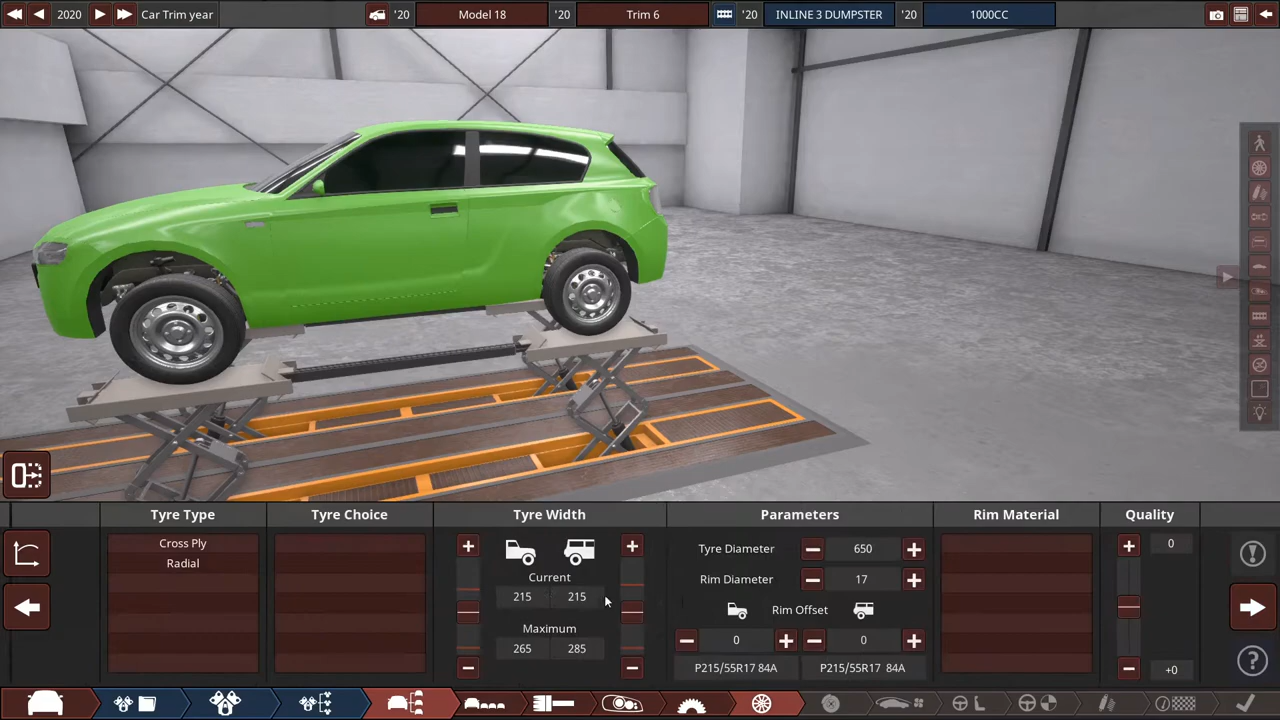 2020 Car Trim year '20 Model 18 '20 Trim 6 '20 INLINE 3 DUMPSTER '20 1000CC
Tyre Type Tyre Choice Tyre Width Parameters Rim Material Quality
Cross Ply
Radial
Current
215 215
Maximum
265 285
Tyre Diameter 650
Rim Diameter 17
Rim Offset
0 0
P215/55R17 84A P215/55R17 84A
0
+0